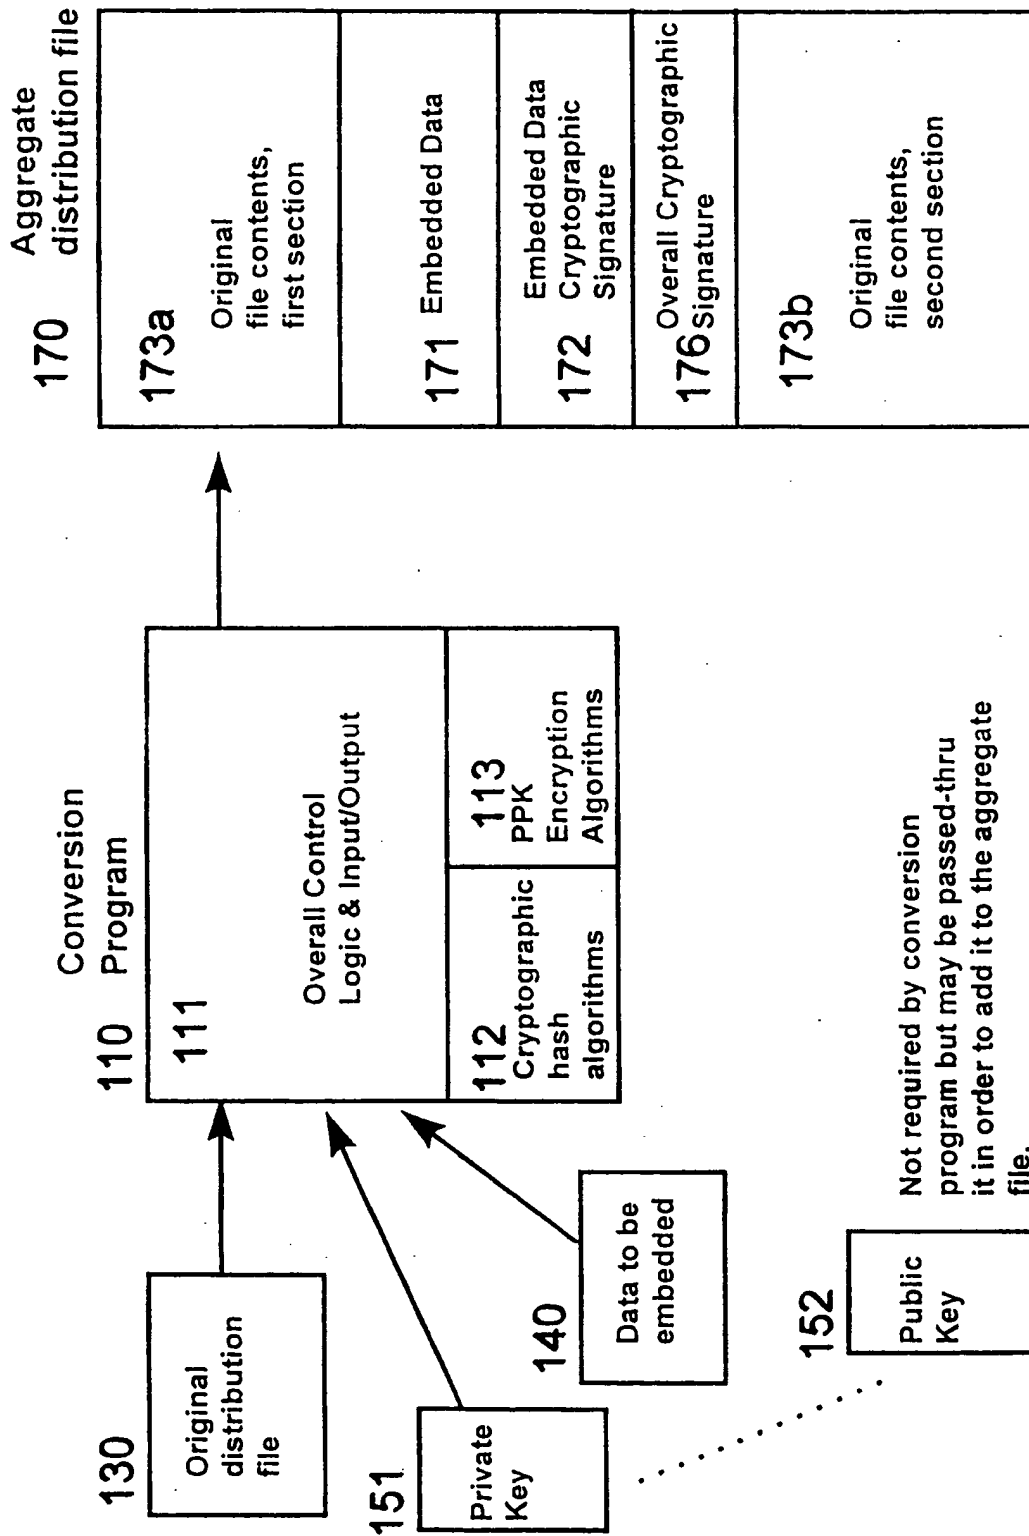 130
Original
distribution
file
151
Private
Key
140
Data to be
embedded
152
Public
Key
Not required by conversion
program but may be passed-thru
it in order to add it to the aggregate
file.
Conversion
110 Program
111
Overall Control
Logic & Input/Output
112
Cryptographic
hash
algorithms
113
PPK
Encryption
Algorithms
Aggregate
170 distribution file
173a
Original
file contents,
first section
171 Embedded Data
Embedded Data
Cryptographic
172 Signature
Overall Cryptographic
176 Signature
173b
Original
file contents,
second section